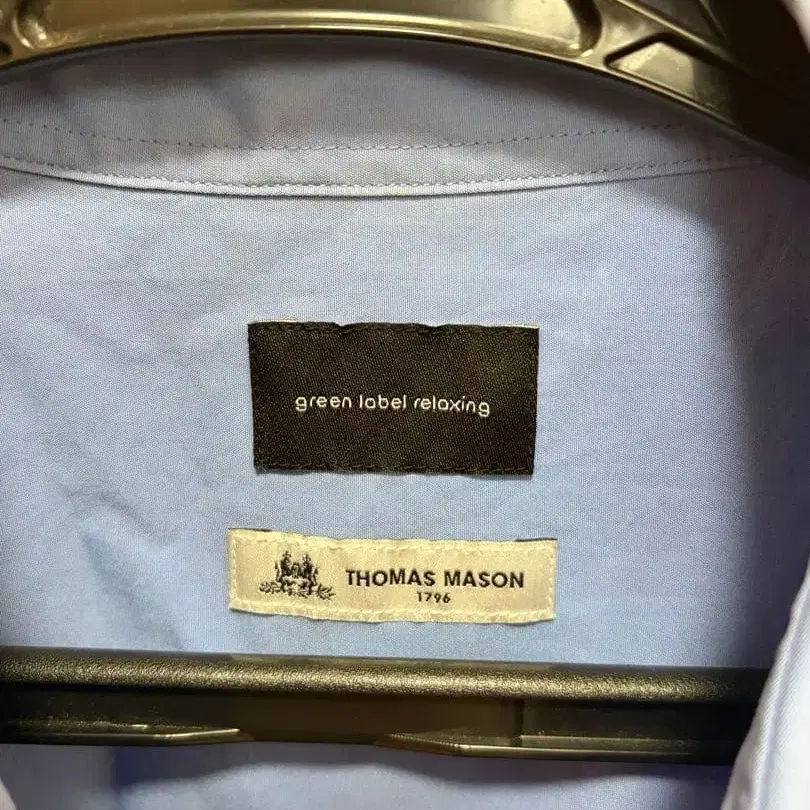 green label relaxing
THOMAS MASON
1796